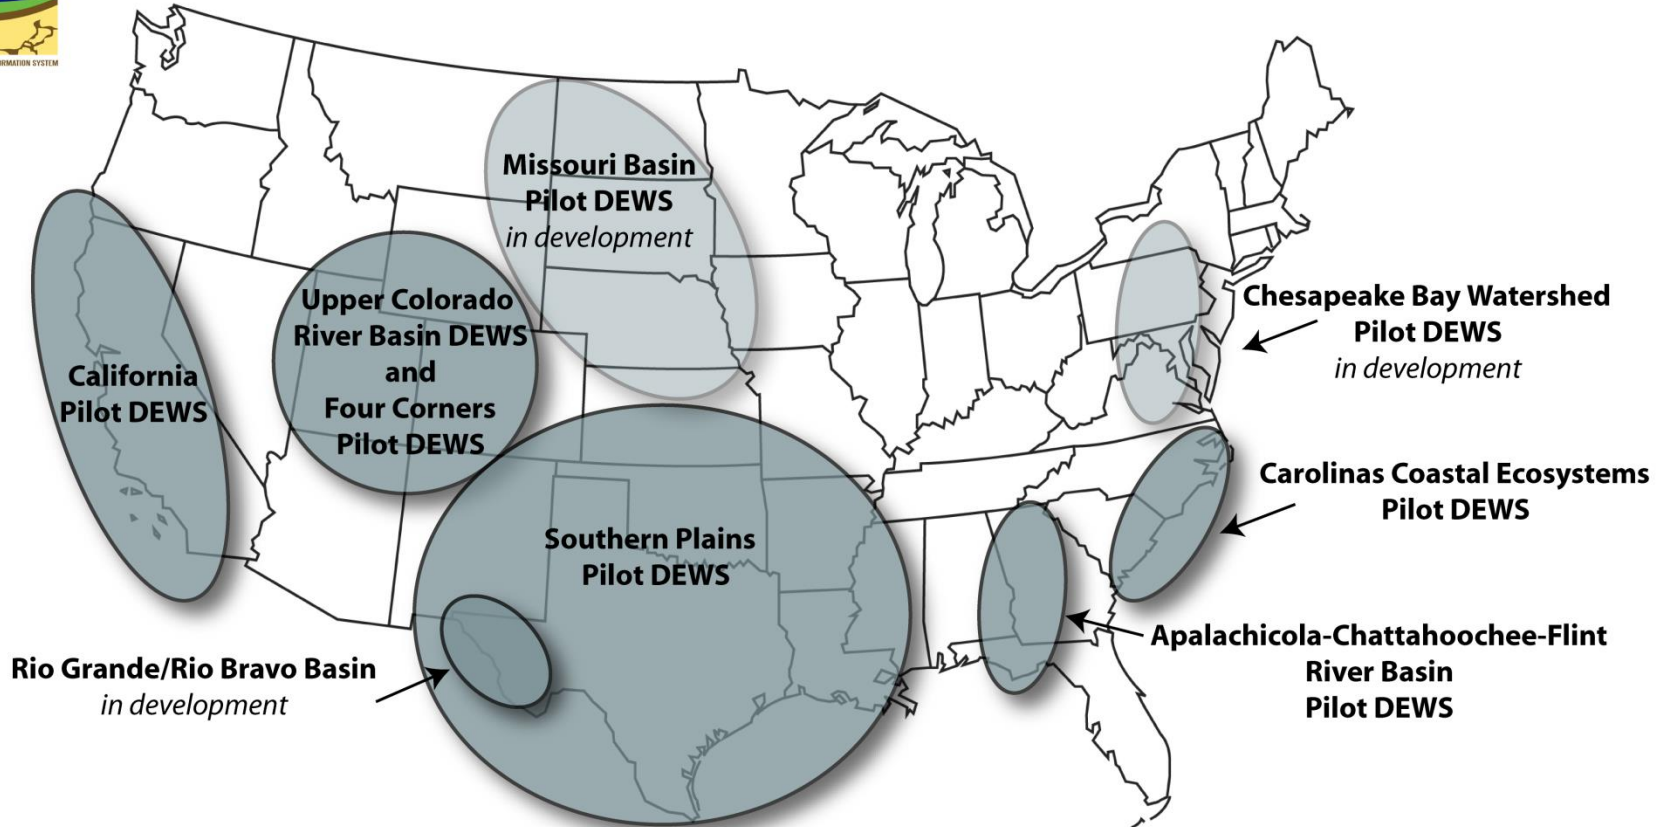 ORMATION SYSTEM
Missouri Basin
Pilot DEWS
in development
Upper Colorado
River Basin DEWS
and
Four Corners
Pilot DEWS
California
Pilot DEWS
Chesapeake Bay Watershed
Pilot DEWS
in development
Carolinas Coastal Ecosystems
Pilot DEWS
Southern Plains
Pilot DEWS
Apalachicola-Chattahoochee-Flint
River Basin
Pilot DEWS
Rio Grande/Rio Bravo Basin
in development